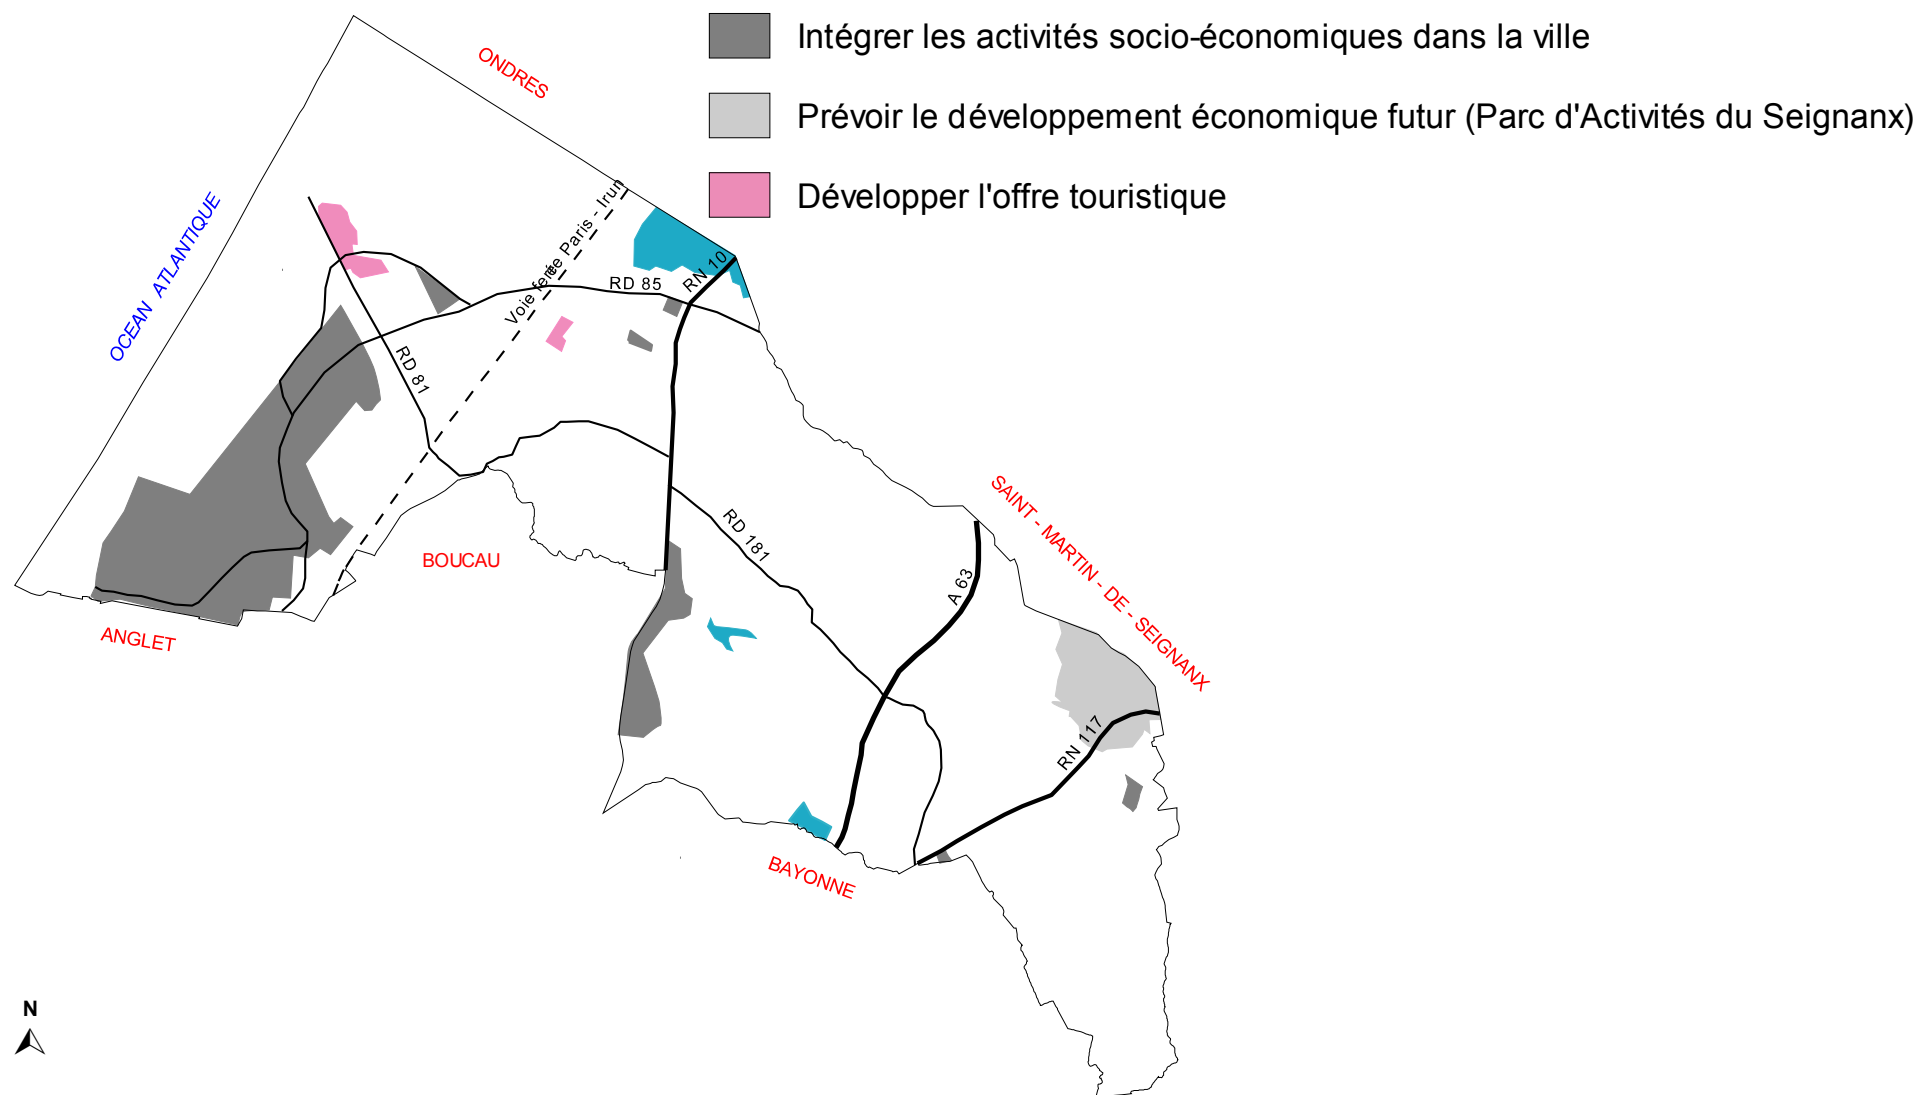 Intégrer les activités socio-économiques dans la ville
ONDRES
Prévoir le développement économique futur (Parc d'Activités du Seignanx)
Développer l'offre touristique
OCEAN ATLANTIQUE
Voie ferrée Paris - Irun
RN 10
RD 85
RD 81
SAINT - MARTIN - DE - SEIGNANX
RD 181
BOUCAU
A 63
ANGLET
RN 117
BAYONNE
N